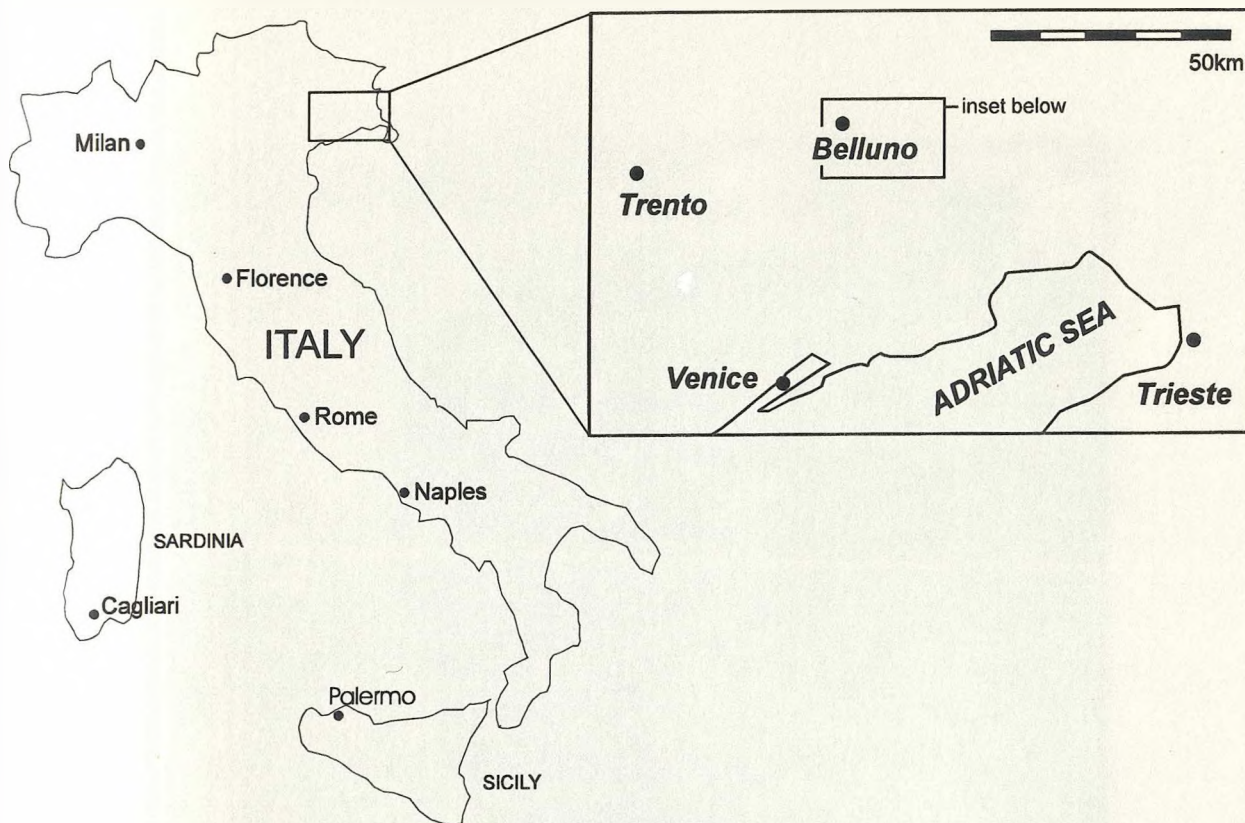 50km
inset below
Belluno
Trento
Venice
ADRIATIC SEA
Trieste
Milan
Florence
ITALY
Rome
Naples
SARDINIA
Cagliari
Palermo
SICILY